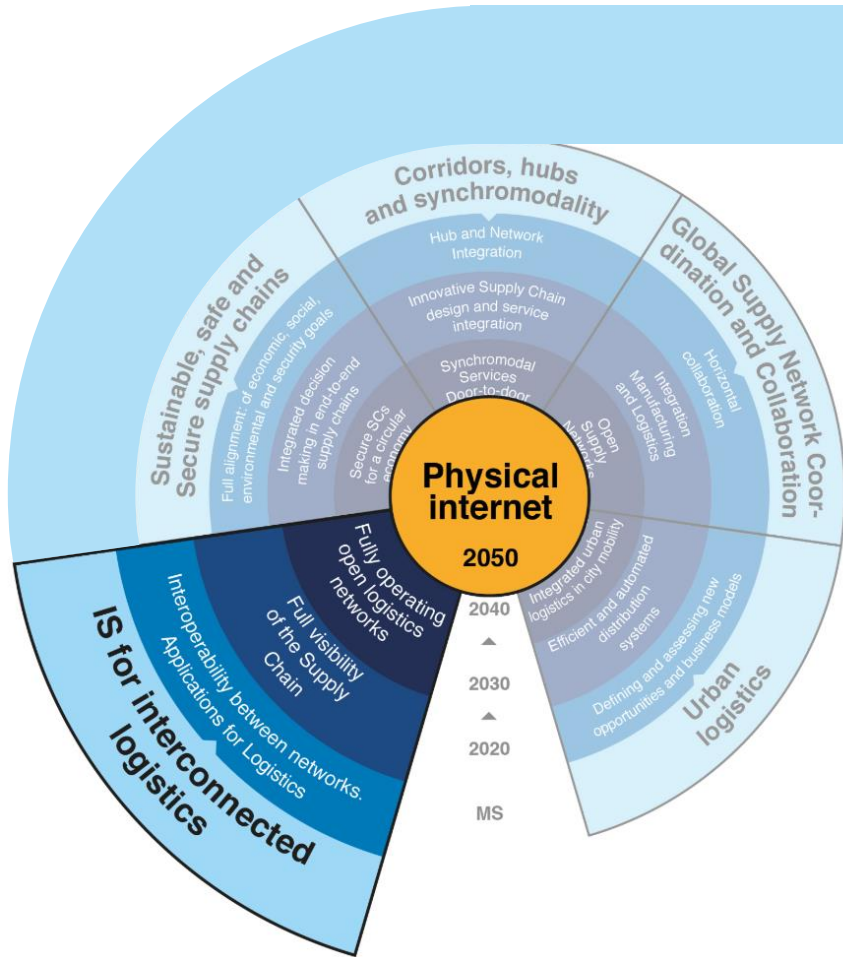 Physical
internet
2050
2040
2030
2020
MS
IS for interconnected
logistics
Interoperability between networks.
Applications for Logistics
Full visibility
of the Supply
Chain
Fully operating
open logistics
networks
Sustainable, safe and
Secure supply chains
Full alignment: of economic, social,
environmental and security goals
Integrated decision
making in end-to-end
supply chains
Secure SCs
for a circular
economy
Corridors, hubs
and synchromodality
Hub and Network
Integration
Innovative Supply Chain
design and service
integration
Synchromodal
Services
Door-to-door
Global Supply Network Coor-
dination and Collaboration
Horizontal
collaboration
Integration
Manufacturing
and Logistics
Open
Supply
Networks
Urban
logistics
Defining and assessing new
opportunities and business models
Efficient and automated
distribution
systems
Integrated urban
logistics in city mobility